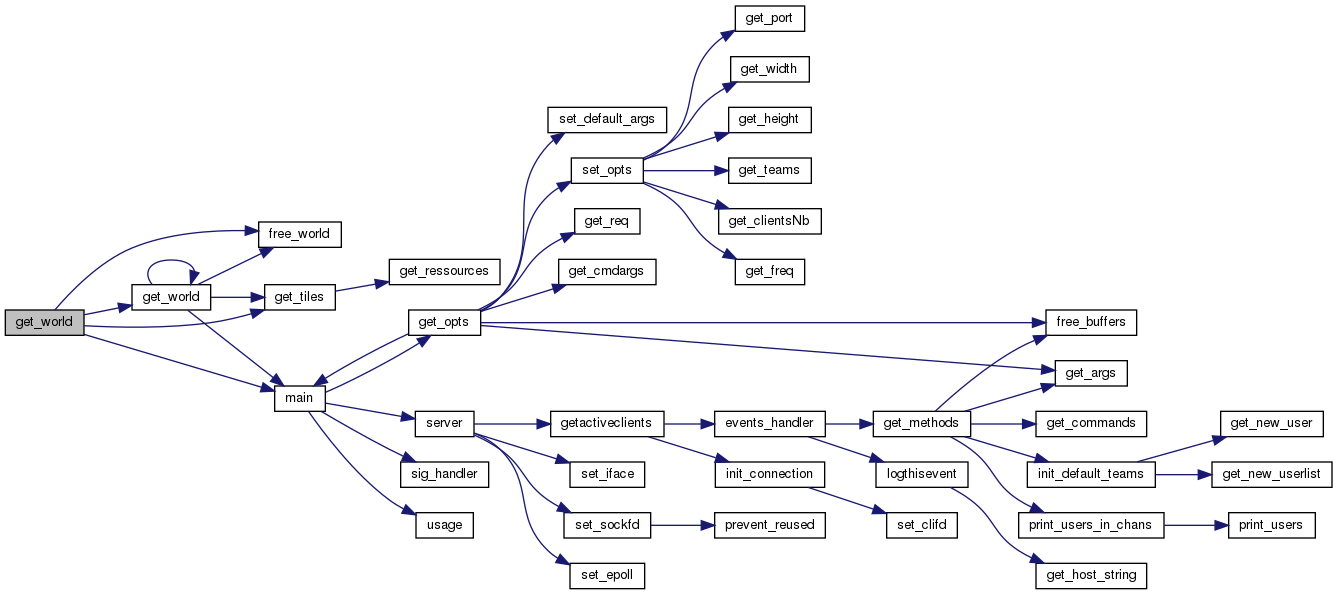 get_port
get_width
set_default_args
get_height
set_opts
get_teams
get_req
get_clientsNb
free_world
get_cmdargs
get_freq
get_ressources
get_world
get_tiles
get_world
get_opts
free_buffers
get_args
main
server
getactiveclients
events_handler
get_methods
get_commands
get_new_user
sig_handler
set_iface
init_connection
logthisevent
init_default_teams
get_new_userlist
usage
set_sockfd
prevent_reused
set_clifd
print_users_in_chans
print_users
set_epoll
get_host_string